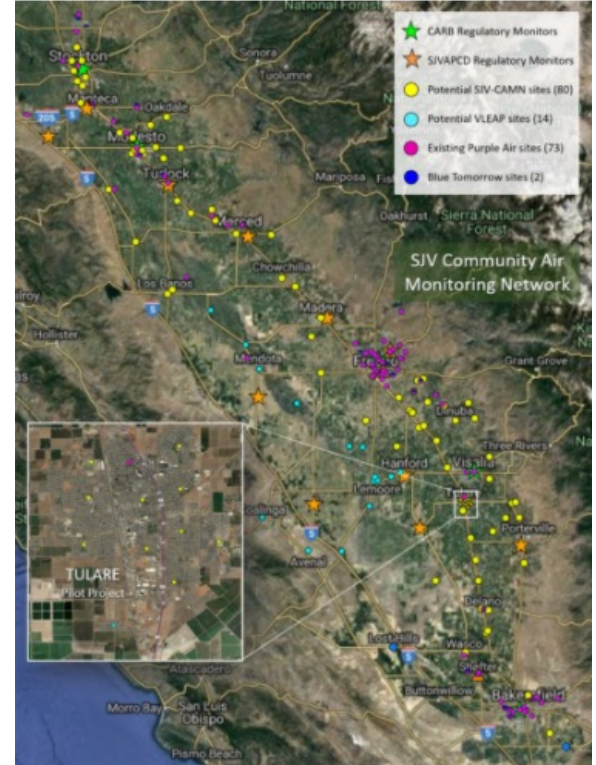 National Forest
CARB Regulatory Monitors
SJVAPCD Regulatory Monitors
Potential SJV-CAMN sites (80)
Potential VLEAP sites (14)
Existing Purple Air sites (73)
Blue Tomorrow sites (2)
Stockton
Sonora
Tuolumne
Manteca
Oakdale
205
5
Modesto
Turlock
5
Mariposa
Oakhurst
Sierra National
Forest
Merced
SJV Community Air
Monitoring Network
Chowchilla
Los Banos
5
Madera
Hollister
Mendota
Fresno
Grant Grove
Dinuba
Three Rivers
Hanford
Visalia
Lemoore
Porterville
5
Avenal
TULARE
Pilot Project
Delano
Lost Hills
5
Wasco
Shafter
Atascadero
Buttonwillow
Bakersfield
Morro Bay
San Luis
Obispo
5
Pismo Beach